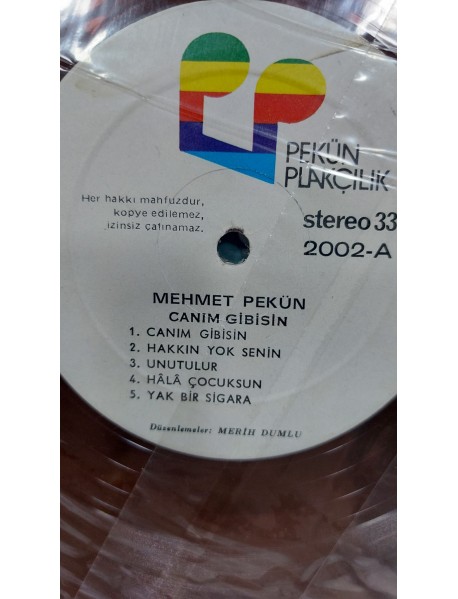 PEKÜN
PLAKÇILIK
Her hakkı mahfuzdur,
kopye edilemez,
izinsiz çalınamaz.
stereo 33
2002-A
MEHMET PEKÜN
CANIM GİBİSİN
1. CANIM GİBİSİN
2. HAKKIN YOK SENİN
3. UNUTULUR
4. HÂLÂ ÇOCUKSUN
5. YAK BİR SİGARA
Düzenlemeler: MERİH DUMLU